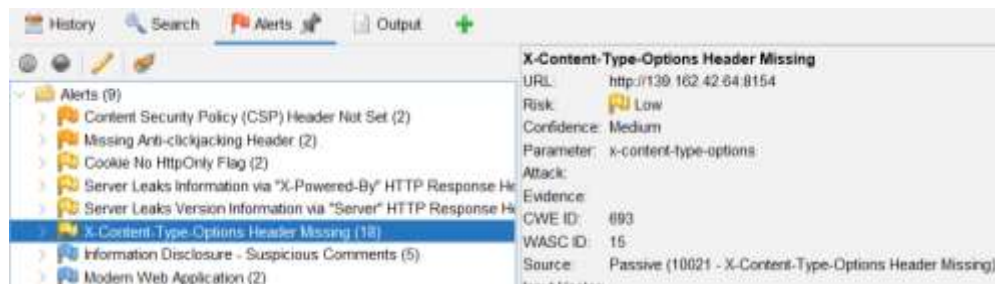 History Search Alerts Output
Alerts (9)
Content Security Policy (CSP) Header Not Set (2)
Missing Anti-clickjacking Header (2)
Cookie No HttpOnly Flag (2)
Server Leaks Information via "X-Powered-By" HTTP Response He
Server Leaks Version Information via "Server" HTTP Response He
X-Content-Type-Options Header Missing (18)
Information Disclosure - Suspicious Comments (5)
Modern Web Application (2)
X-Content-Type-Options Header Missing
URL: http://139.162.42.64:8154
Risk: Low
Confidence: Medium
Parameter: x-content-type-options
Attack:
Evidence:
CWE ID: 693
WASC ID: 15
Source: Passive (10021 - X-Content-Type-Options Header Missing)